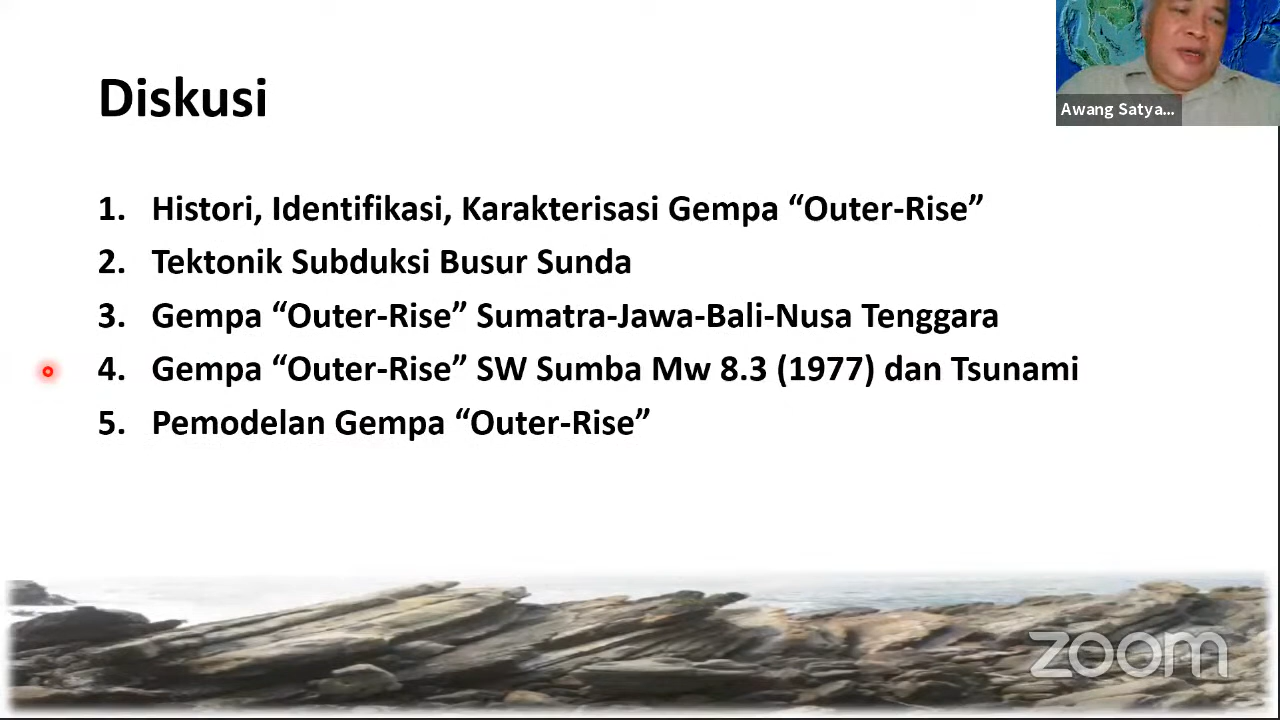 Diskusi
Awang Satya...
1. Histori, Identifikasi, Karakterisasi Gempa “Outer-Rise”
2. Tektonik Subduksi Busur Sunda
3. Gempa “Outer-Rise” Sumatra-Jawa-Bali-Nusa Tenggara
4. Gempa “Outer-Rise” SW Sumba Mw 8.3 (1977) dan Tsunami
5. Pemodelan Gempa “Outer-Rise”
zoom